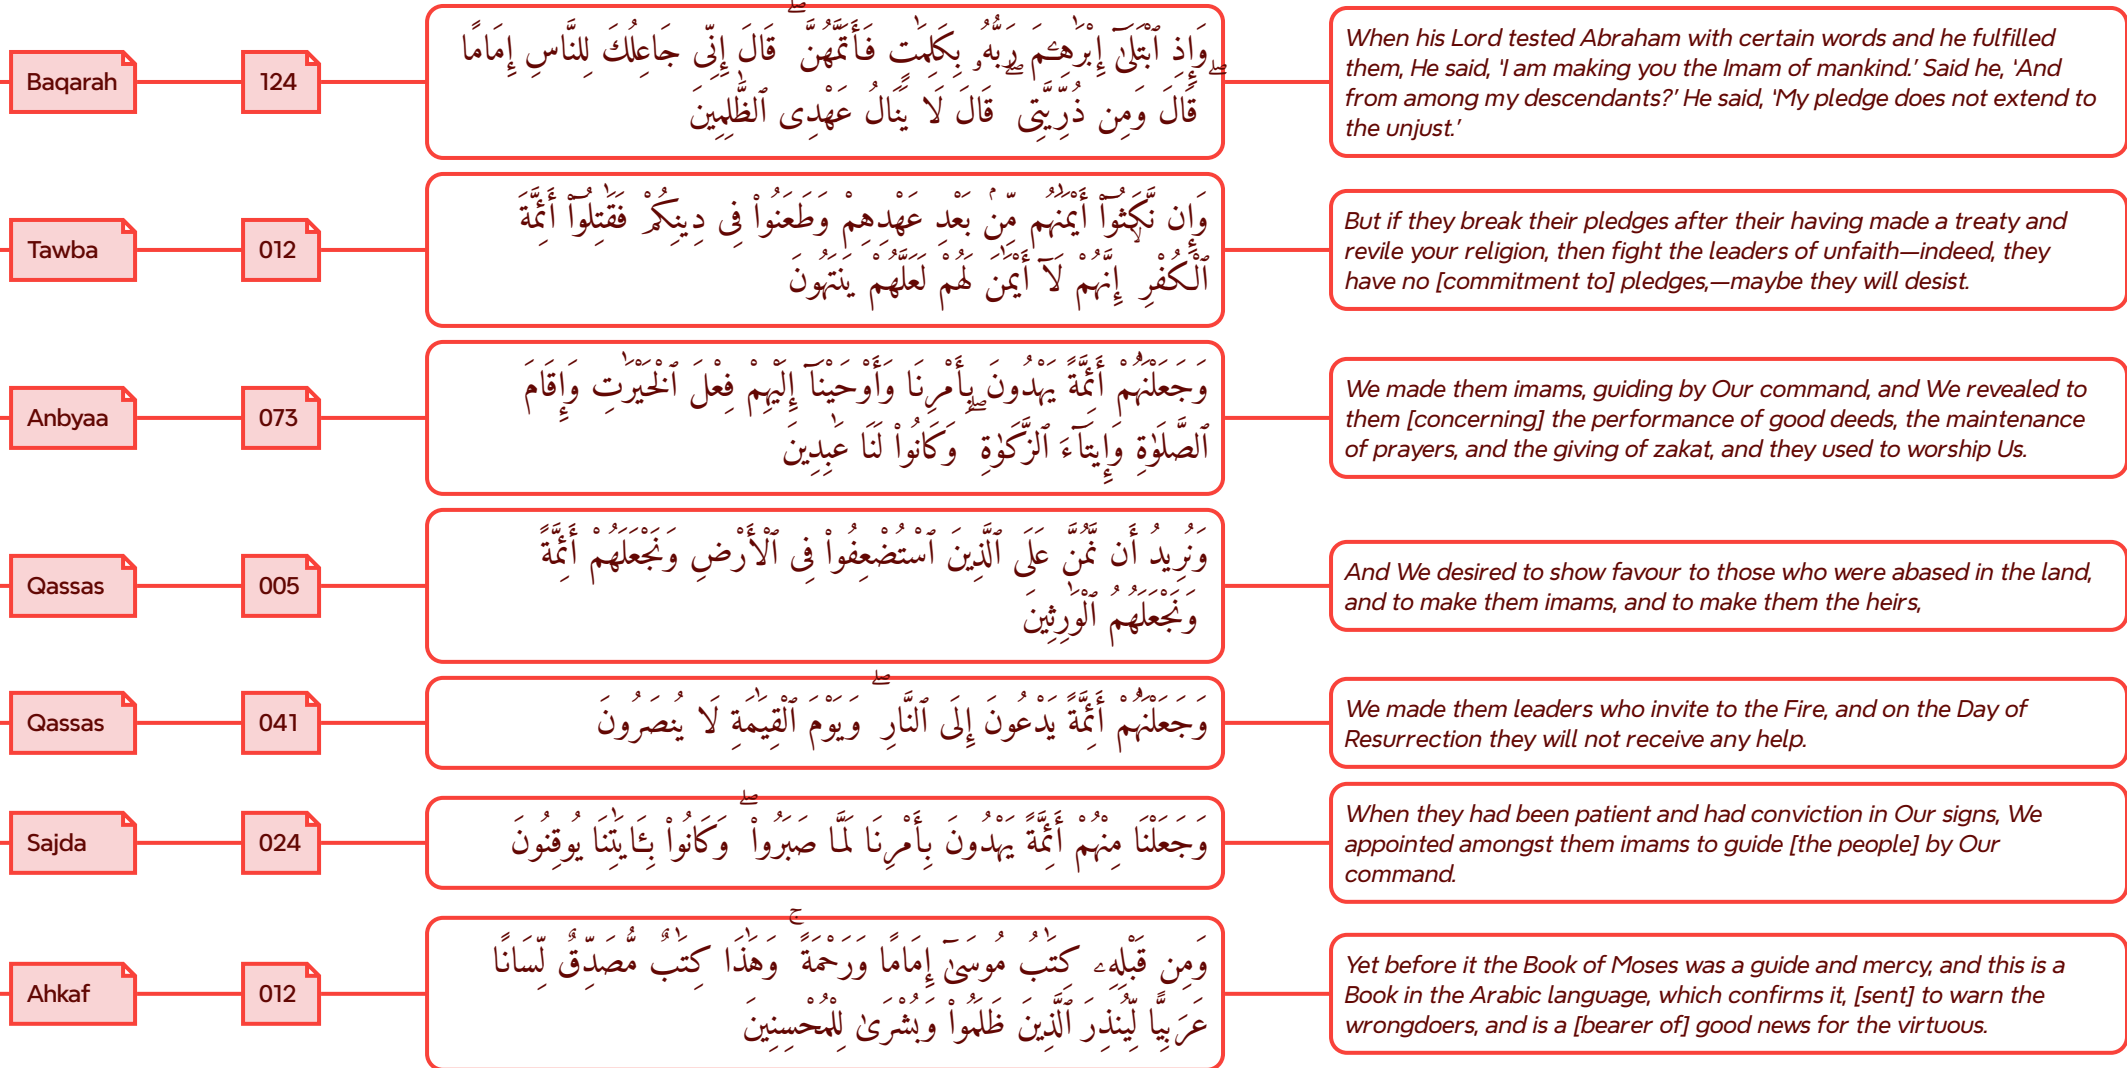 Baqarah
124
وَإِذِ ٱبْتَلَىٰٓ إِبْرَٰهِـۧمَ رَبُّهُۥ بِكَلِمَٰتٍ فَأَتَمَّهُنَّ ۖ قَالَ إِنِّى جَاعِلُكَ لِلنَّاسِ إِمَامًا
ۖ قَالَ وَمِن ذُرِّيَّتِى ۖ قَالَ لَا يَنَالُ عَهْدِى ٱلظَّٰلِمِينَ
When his Lord tested Abraham with certain words and he fulfilled
them, He said, ‘I am making you the Imam of mankind.’ Said he, ‘And
from among my descendants?’ He said, ‘My pledge does not extend to
the unjust.’
Tawba
012
وَإِن نَّكَثُوٓا۟ أَيْمَٰنَهُم مِّنۢ بَعْدِ عَهْدِهِمْ وَطَعَنُوا۟ فِى دِينِكُمْ فَقَٰتِلُوٓا۟ أَئِمَّةَ
ٱلْكُفْرِ ۙ إِنَّهُمْ لَآ أَيْمَٰنَ لَهُمْ لَعَلَّهُمْ يَنتَهُونَ
But if they break their pledges after their having made a treaty and
revile your religion, then fight the leaders of unfaith—indeed, they
have no [commitment to] pledges,—maybe they will desist.
Anbyaa
073
وَجَعَلْنَٰهُمْ أَئِمَّةً يَهْدُونَ بِأَمْرِنَا وَأَوْحَيْنَآ إِلَيْهِمْ فِعْلَ ٱلْخَيْرَٰتِ وَإِقَامَ
ٱلصَّلَوٰةِ وَإِيتَآءَ ٱلزَّكَوٰةِ ۖ وَكَانُوا۟ لَنَا عَٰبِدِينَ
We made them imams, guiding by Our command, and We revealed to
them [concerning] the performance of good deeds, the maintenance
of prayers, and the giving of zakat, and they used to worship Us.
Qassas
005
وَنُرِيدُ أَن نَّمُنَّ عَلَى ٱلَّذِينَ ٱسْتُضْعِفُوا۟ فِى ٱلْأَرْضِ وَنَجْعَلَهُمْ أَئِمَّةً
وَنَجْعَلَهُمُ ٱلْوَٰرِثِينَ
And We desired to show favour to those who were abased in the land,
and to make them imams, and to make them the heirs,
Qassas
041
وَجَعَلْنَٰهُمْ أَئِمَّةً يَدْعُونَ إِلَى ٱلنَّارِ ۖ وَيَوْمَ ٱلْقِيَٰمَةِ لَا يُنصَرُونَ
We made them leaders who invite to the Fire, and on the Day of
Resurrection they will not receive any help.
Sajda
024
وَجَعَلْنَا مِنْهُمْ أَئِمَّةً يَهْدُونَ بِأَمْرِنَا لَمَّا صَبَرُوا۟ ۖ وَكَانُوا۟ بِـَٔايَٰتِنَا يُوقِنُونَ
When they had been patient and had conviction in Our signs, We
appointed amongst them imams to guide [the people] by Our
command.
Ahkaf
012
وَمِن قَبْلِهِۦ كِتَٰبُ مُوسَىٰٓ إِمَامًا وَرَحْمَةً ۚ وَهَٰذَا كِتَٰبٌ مُّصَدِّقٌ لِّسَانًا
عَرَبِيًّا لِّيُنذِرَ ٱلَّذِينَ ظَلَمُوا۟ وَبُشْرَىٰ لِلْمُحْسِنِينَ
Yet before it the Book of Moses was a guide and mercy, and this is a
Book in the Arabic language, which confirms it, [sent] to warn the
wrongdoers, and is a [bearer of] good news for the virtuous.